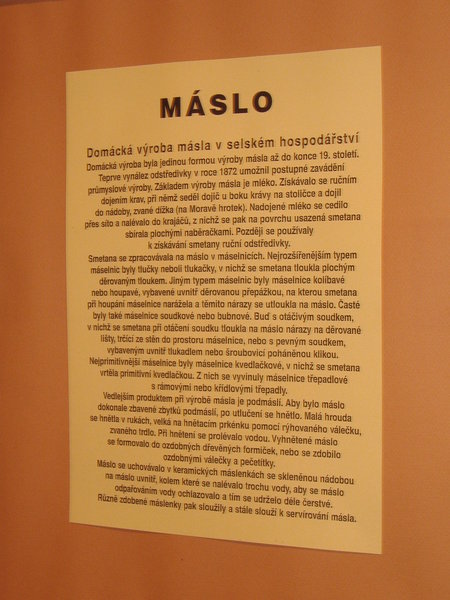 MÁSLO
Domácká výroba másla v selském hospodářství
Domácká výroba byla jedinou formou výroby másla až do konce 19. století.
Teprve vynález odstředivky v roce 1872 umožnil postupné zavádění
průmyslové výroby. Základem výroby másla je mléko. Získávalo se ručním
dojením krav, při němž seděl dojič u boku krávy na stoličce a dojil
do nádoby, zvané dížka (na Moravě hrotek). Nadojené mléko se cedilo
přes síto a nalévalo do krajáčů, z nichž se pak na povrchu usazená smetana
sbírala plochými naběračkami. Později se používaly
k získávání smetany ruční odstředivky.
Smetana se zpracovávala na máslo v máselnicích. Nejrozšířenějším typem
máselnic byly tlučky neboli tlukačky, v nichž se smetana tloukla plochým
děrovaným tloukem. Jiným typem máselnic byly máselnice kolíbavé
nebo houpavé, vybavené uvnitř děrovanou přepážkou, na kterou smetana
při houpání máselnice narážela a těmito nárazy se utloukla na máslo. Časté
byly také máselnice soudkové nebo bubnové. Buď s otáčivým soudkem,
v nichž se smetana při otáčení soudku tloukla na máslo nárazy na děrované
lišty, trčící ze stěn do prostoru máselnice, nebo s pevným soudkem,
vybaveným uvnitř tlukadlem nebo šroubovicí poháněnou klikou.
Nejprimitivnější máselnice byly máselnice kvedlačkové, v nichž se smetana
vrtěla primitivní kvedlačkou. Z nich se vyvinuly máselnice třepadlové
s rámovými nebo křídlovými třepadly.
Vedlejším produktem při výrobě másla je podmáslí. Aby bylo máslo
dokonale zbavené zbytků podmáslí, po utlučení se hnětlo. Malá hrouda
se hnětla v rukách, velká na hnětacím prkénku pomocí rýhovaného válečku,
zvaného trdlo. Při hnětení se prolévalo vodou. Vyhnětené máslo
se formovalo do ozdobných dřevěných formiček, nebo se zdobilo
ozdobnými válečky a pečetítky.
Máslo se uchovávalo v keramických máslenkách se skleněnou nádobou
na máslo uvnitř, kolem které se nalévalo trochu vody, aby se máslo
odpařováním vody ochlazovalo a tím se udrželo déle čerstvé.
Různě zdobené máslenky pak sloužily a stále slouží k servírování másla.